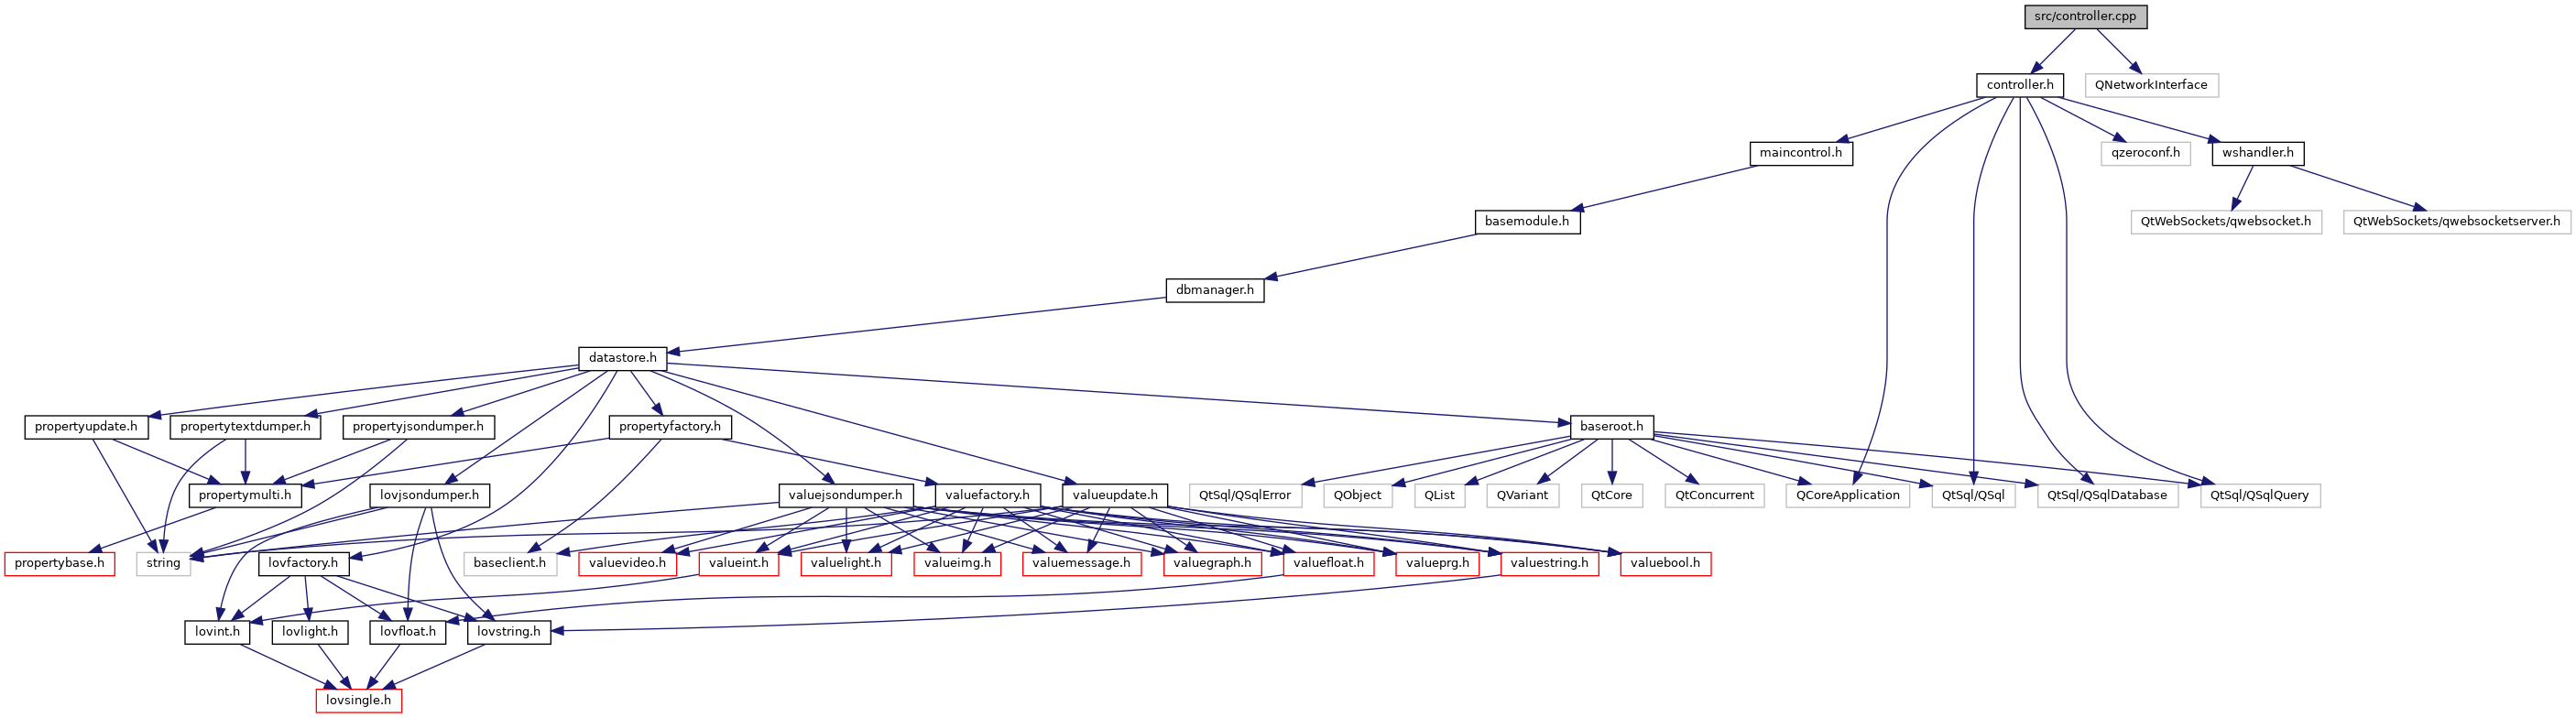 src/controller.cpp
controller.h
QNetworkInterface
maincontrol.h
qzeroconf.h
wshandler.h
basemodule.h
QtWebSockets/qwebsocket.h
QtWebSockets/qwebsocketserver.h
dbmanager.h
datastore.h
propertyupdate.h
propertytextdumper.h
propertyjsondumper.h
propertyfactory.h
baseroot.h
propertymulti.h
lovjsondumper.h
valuejsondumper.h
valuefactory.h
valueupdate.h
QtSql/QSqlError
QObject
QList
QVariant
QtCore
QtConcurrent
QCoreApplication
QtSql/QSql
QtSql/QSqlDatabase
QtSql/QSqlQuery
propertybase.h
string
lovfactory.h
baseclient.h
valuevideo.h
valueint.h
valuelight.h
valueimg.h
valuemessage.h
valuegraph.h
valuefloat.h
valueprg.h
valuestring.h
valuebool.h
lovint.h
lovlight.h
lovfloat.h
lovstring.h
lovsingle.h